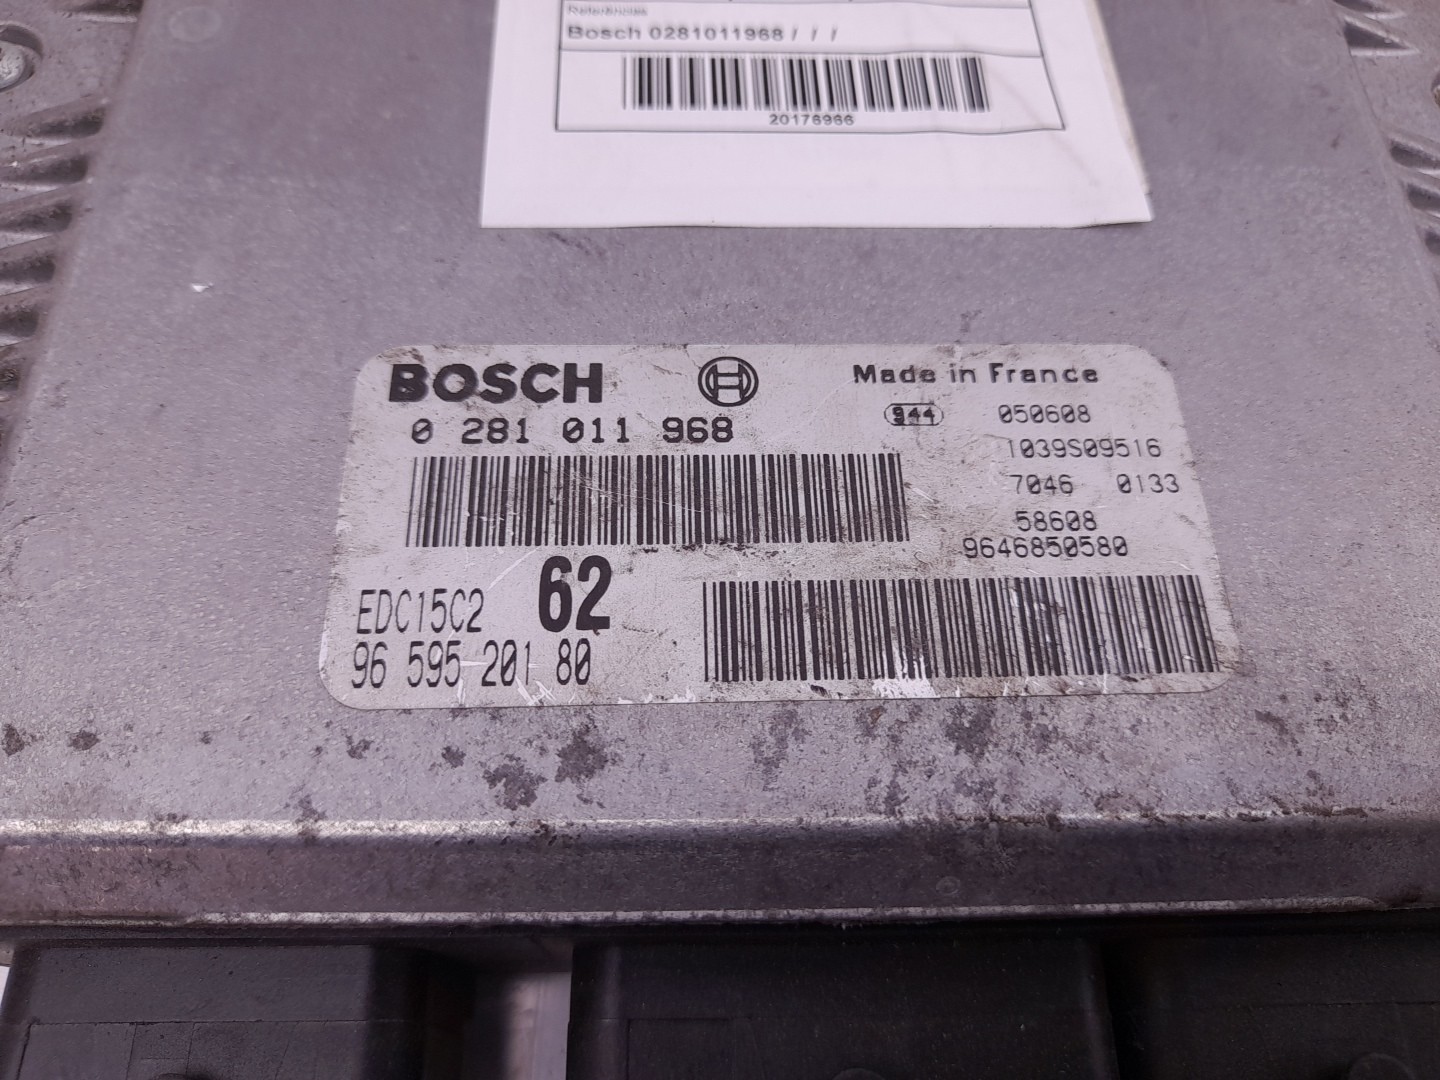 Referências
Bosch 0281011968 / / /
20176966
BOSCH
Made in France
0 281 011 968
944
050608
1039S09516
7046 0133
58608
9646850580
EDC15C2 62
96 595 201 80